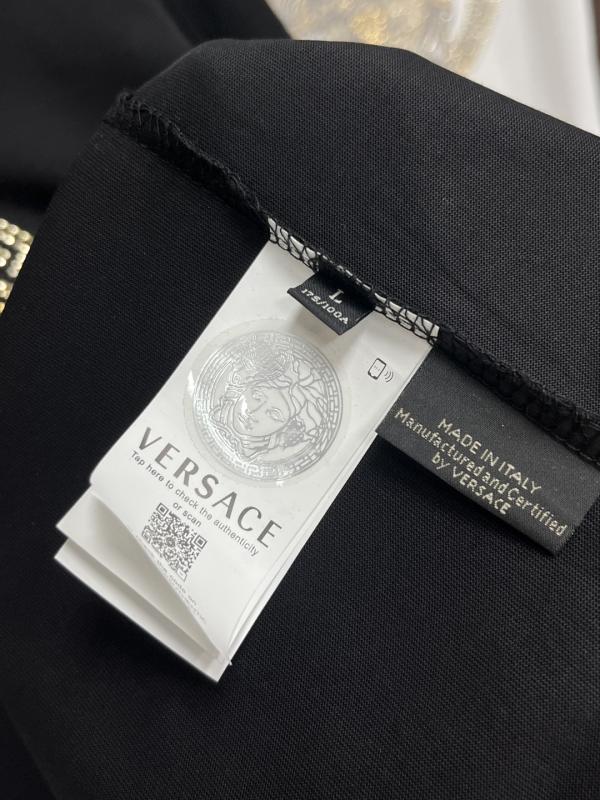 L
175/100A
VERSACE
Tap here to check the authenticity
or scan
MADE IN ITALY
Manufactured and Certified
by VERSACE